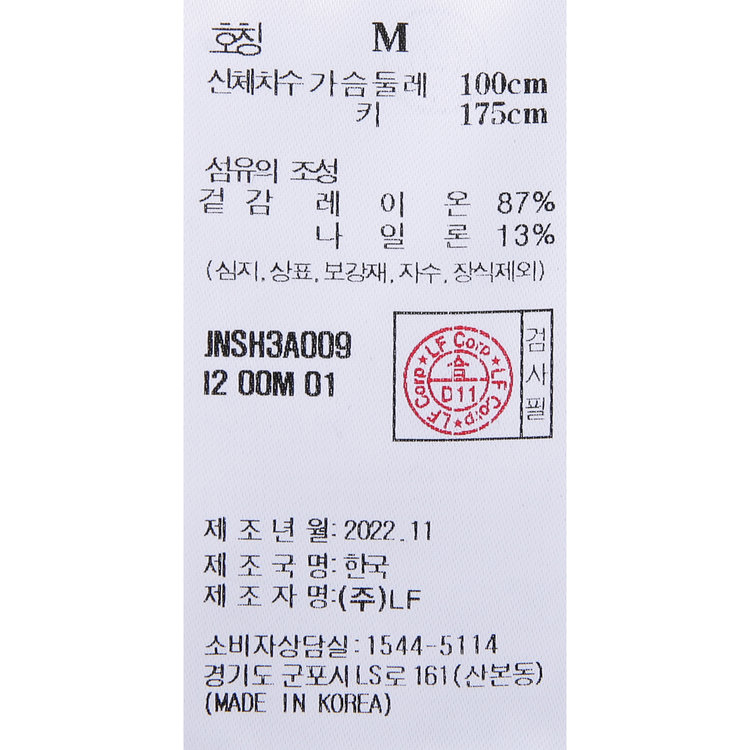 호칭 M
신체치수 가슴둘레 100cm
키 175cm
섬유의 조성
겉감 레이온 87%
나일론 13%
(심지,상표,보강재,자수,장식제외)
JNSH3A009
I2 00M 01
LF Corp ★ LF Corp ★ LF Corp ★
合
D11
검사필
제조년월: 2022.11
제조국명: 한국
제조자명: (주)LF
소비자상담실: 1544-5114
경기도 군포시 LS로 161(산본동)
(MADE IN KOREA)